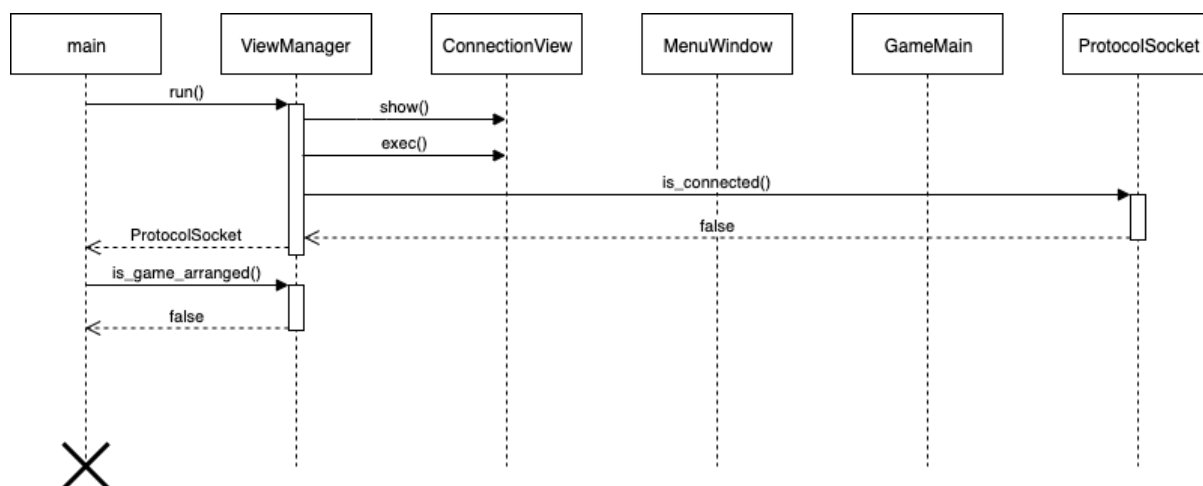 main
ViewManager
ConnectionView
MenuWindow
GameMain
ProtocolSocket
run()
show()
exec()
is_connected()
false
ProtocolSocket
is_game_arranged()
false